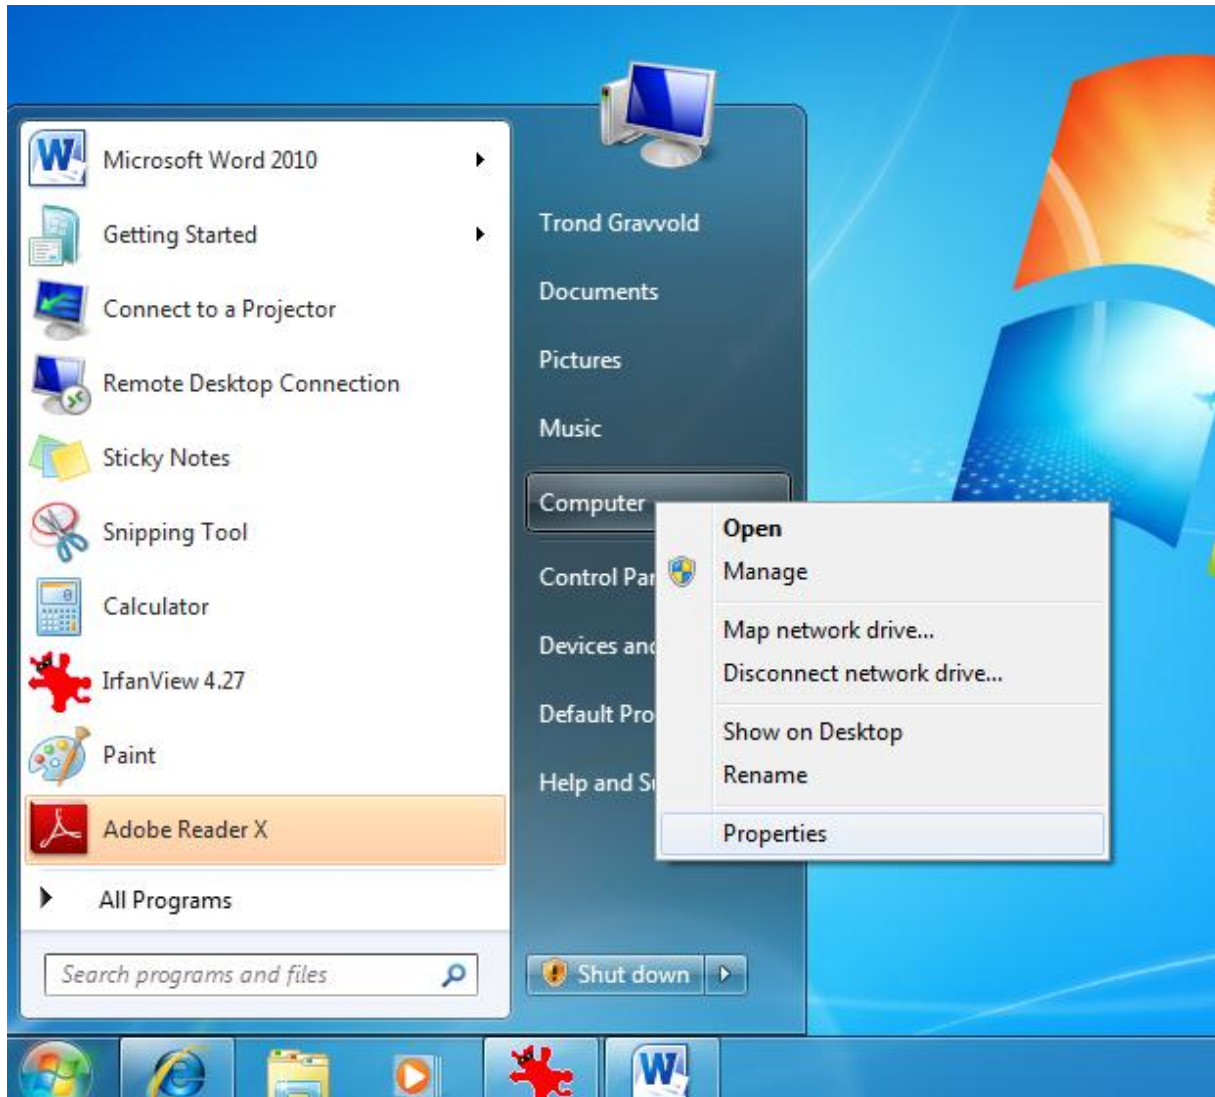 Microsoft Word 2010
Getting Started
Connect to a Projector
Remote Desktop Connection
Sticky Notes
Snipping Tool
Calculator
IrfanView 4.27
Paint
Adobe Reader X
All Programs
Search programs and files
Trond Gravvold
Documents
Pictures
Music
Computer
Control Pa
Devices and
Default Pro
Help and S
Shut down
Open
Manage
Map network drive...
Disconnect network drive...
Show on Desktop
Rename
Properties